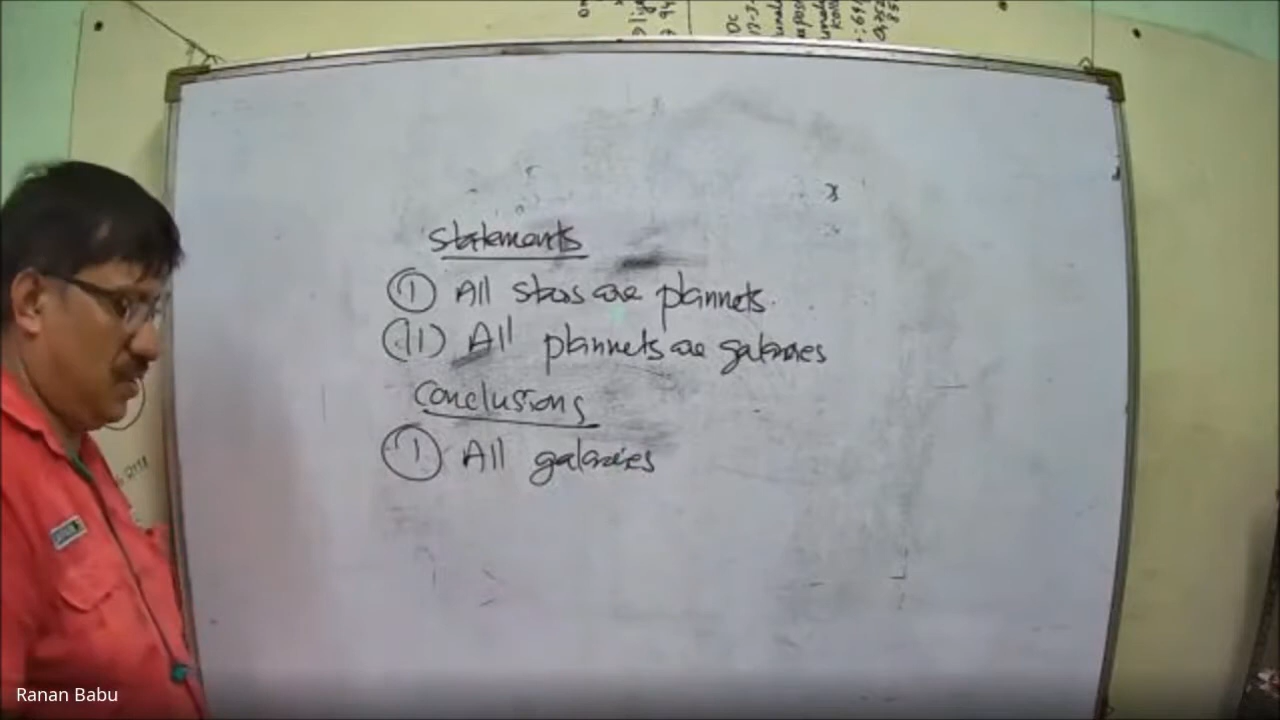 Statements
(I) All stars are plannets.
(II) All plannets are galaxies
Conclusions
(I) All galaxies
Ranan Babu